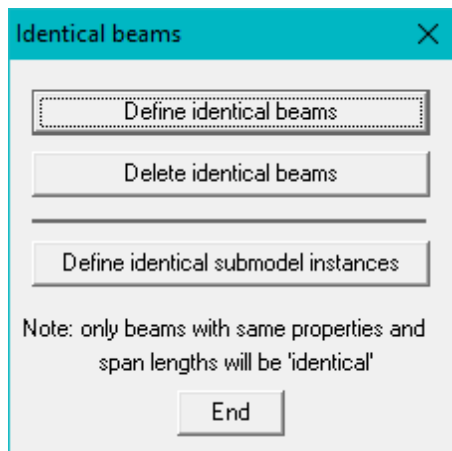 Identical beams
Define identical beams
Delete identical beams
Define identical submodel instances
Note: only beams with same properties and
span lengths will be 'identical'
End